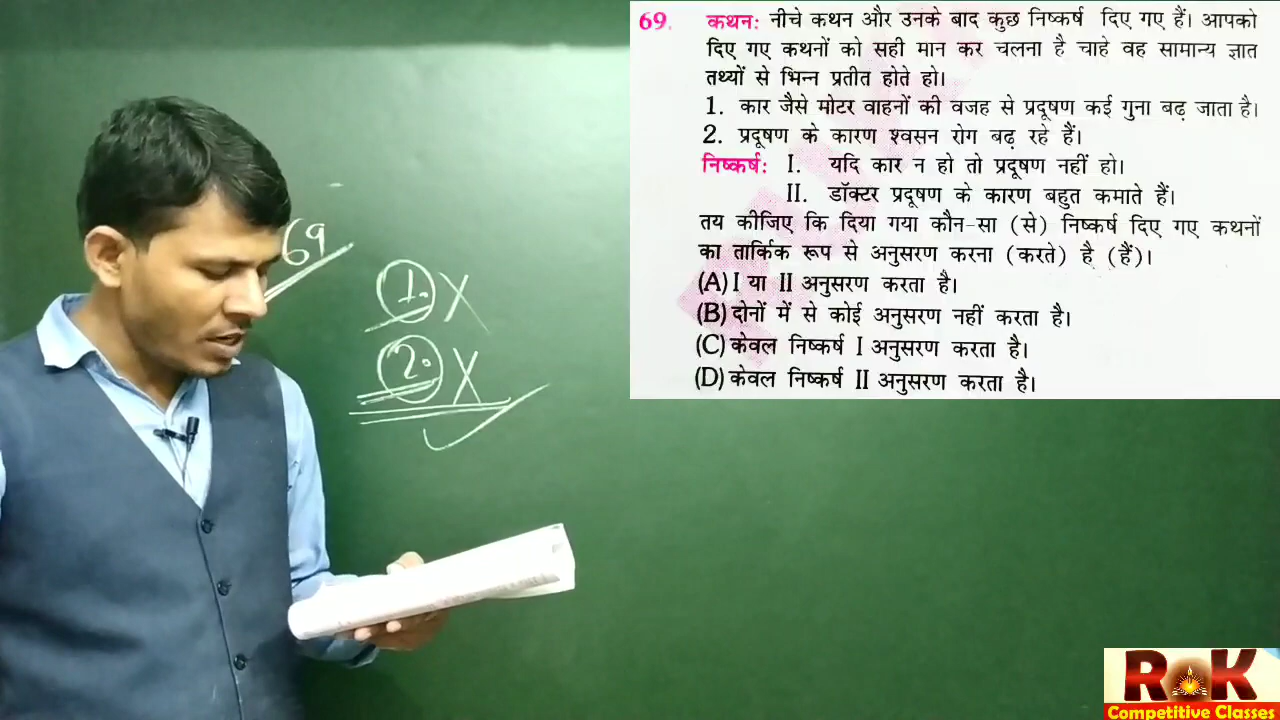 69. कथन: नीचे कथन और उनके बाद कुछ निष्कर्ष दिए गए हैं। आपको
दिए गए कथनों को सही मान कर चलना है चाहे वह सामान्य ज्ञात
तथ्यों से भिन्न प्रतीत होते हो।
1. कार जैसे मोटर वाहनों की वजह से प्रदूषण कई गुना बढ़ जाता है।
2. प्रदूषण के कारण श्वसन रोग बढ़ रहे हैं।
निष्कर्ष: I. यदि कार न हो तो प्रदूषण नहीं हो।
II. डॉक्टर प्रदूषण के कारण बहुत कमाते हैं।
तय कीजिए कि दिया गया कौन-सा (से) निष्कर्ष दिए गए कथनों
का तार्किक रूप से अनुसरण करना (करते) है (हैं)।
(A) I या II अनुसरण करता है।
(B) दोनों में से कोई अनुसरण नहीं करता है।
(C) केवल निष्कर्ष I अनुसरण करता है।
(D) केवल निष्कर्ष II अनुसरण करता है।
69
1. X
2. X
RK
Competitive Classes